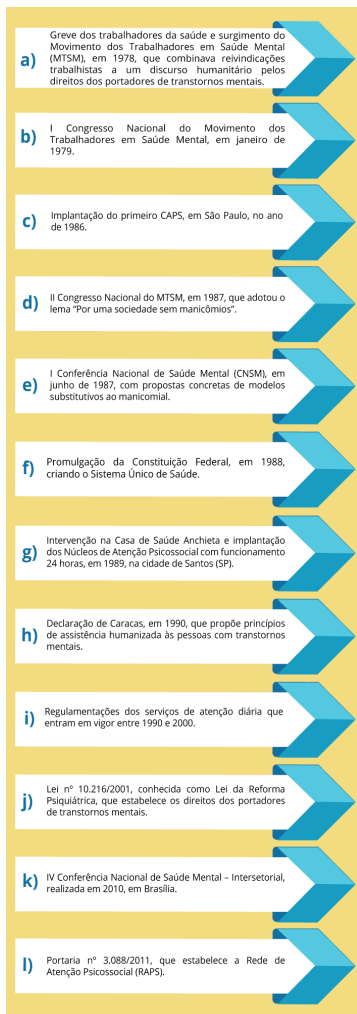 a) Greve dos trabalhadores da saúde e surgimento do
Movimento dos Trabalhadores em Saúde Mental
(MTSM), em 1978, que combinava reivindicações
trabalhistas a um discurso humanitário pelos
direitos dos portadores de transtornos mentais.
b) I Congresso Nacional do Movimento dos
Trabalhadores em Saúde Mental, em janeiro de
1979.
c) Implantação do primeiro CAPS, em São Paulo, no ano
de 1986.
d) II Congresso Nacional do MTSM, em 1987, que adotou o
lema “Por uma sociedade sem manicômios”.
e) I Conferência Nacional de Saúde Mental (CNSM), em
junho de 1987, com propostas concretas de modelos
substitutivos ao manicomial.
f) Promulgação da Constituição Federal, em 1988,
criando o Sistema Único de Saúde.
g) Intervenção na Casa de Saúde Anchieta e implantação
dos Núcleos de Atenção Psicossocial com funcionamento
24 horas, em 1989, na cidade de Santos (SP).
h) Declaração de Caracas, em 1990, que propõe princípios
de assistência humanizada às pessoas com transtornos
mentais.
i) Regulamentações dos serviços de atenção diária que
entram em vigor entre 1990 e 2000.
j) Lei nº 10.216/2001, conhecida como Lei da Reforma
Psiquiátrica, que estabelece os direitos dos portadores
de transtornos mentais.
k) IV Conferência Nacional de Saúde Mental – Intersetorial,
realizada em 2010, em Brasília.
l) Portaria nº 3.088/2011, que estabelece a Rede de
Atenção Psicossocial (RAPS).